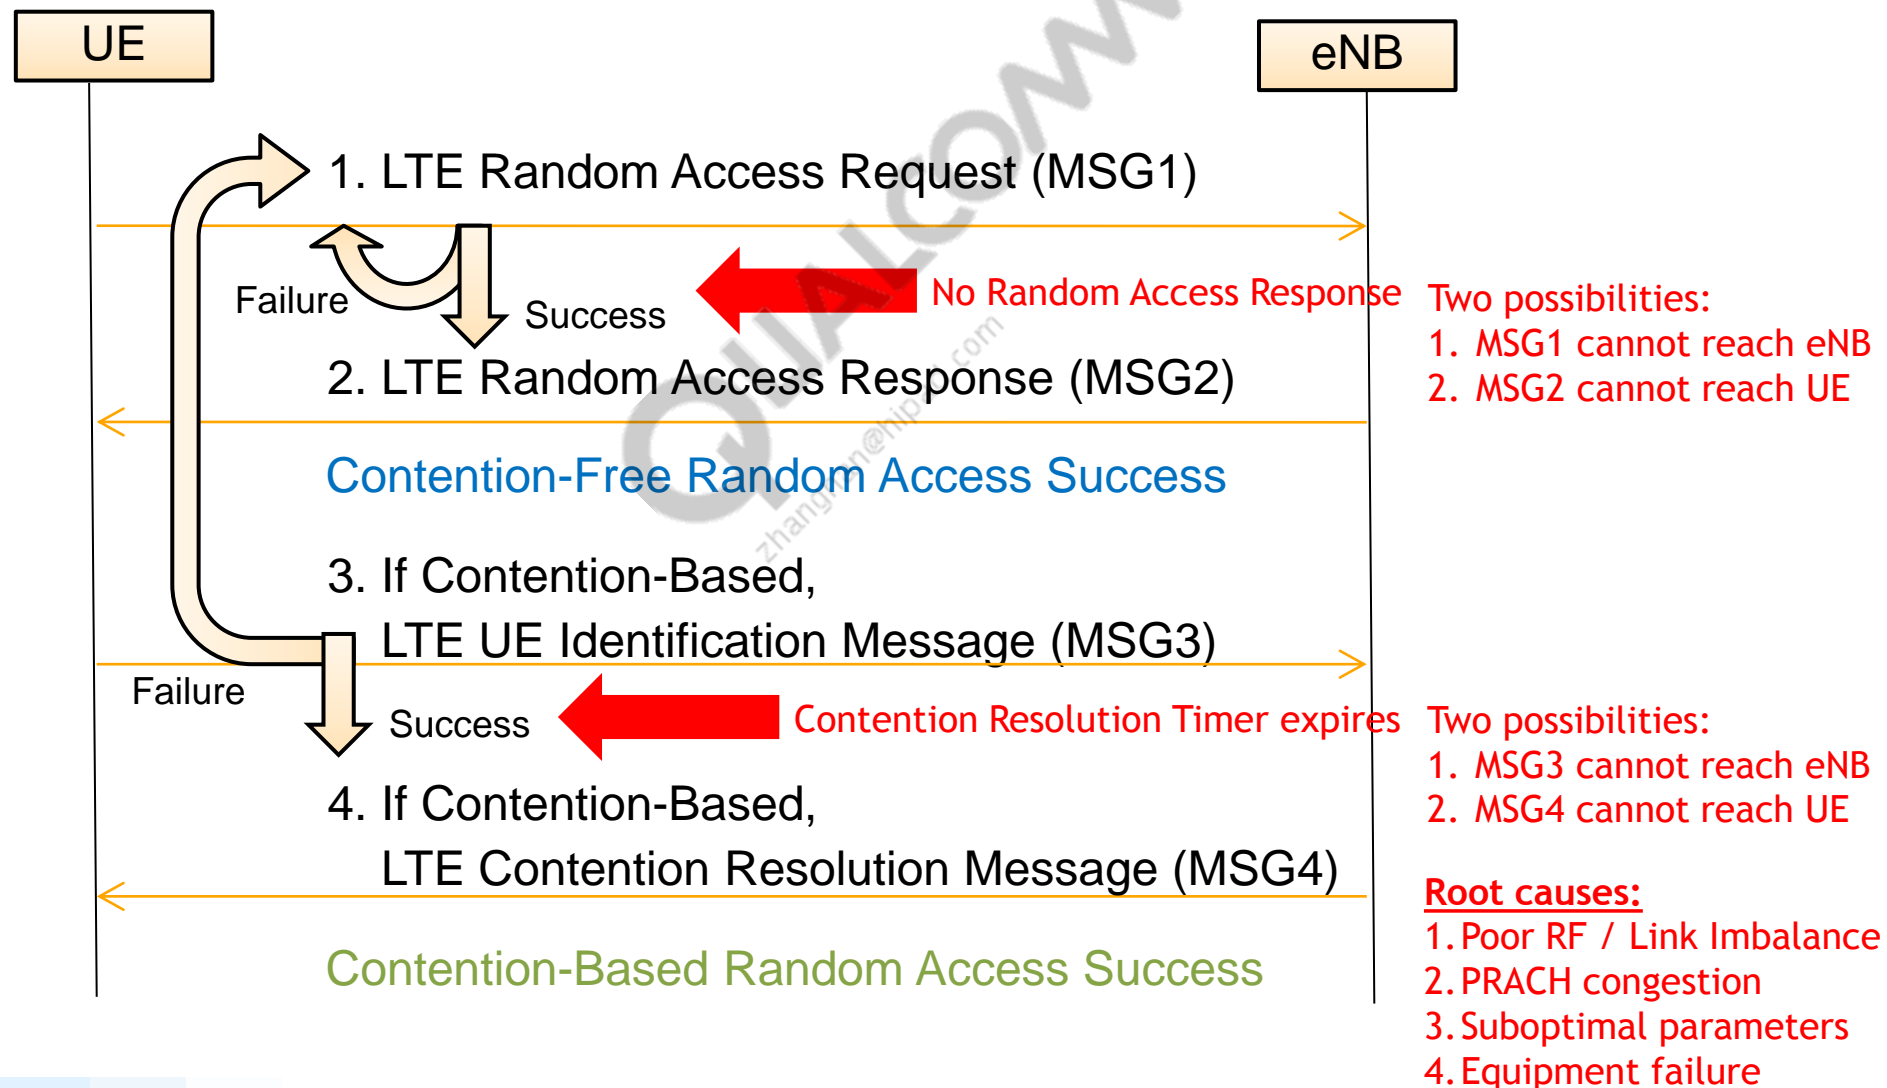 UE
eNB
1. LTE Random Access Request (MSG1)
Failure
Success
No Random Access Response
Two possibilities:
1. MSG1 cannot reach eNB
2. MSG2 cannot reach UE
2. LTE Random Access Response (MSG2)
Contention-Free Random Access Success
3. If Contention-Based,
LTE UE Identification Message (MSG3)
Failure
Success
Contention Resolution Timer expires
Two possibilities:
1. MSG3 cannot reach eNB
2. MSG4 cannot reach UE
4. If Contention-Based,
LTE Contention Resolution Message (MSG4)
Contention-Based Random Access Success
Root causes:
1. Poor RF / Link Imbalance
2. PRACH congestion
3. Suboptimal parameters
4. Equipment failure
QUALCOMM